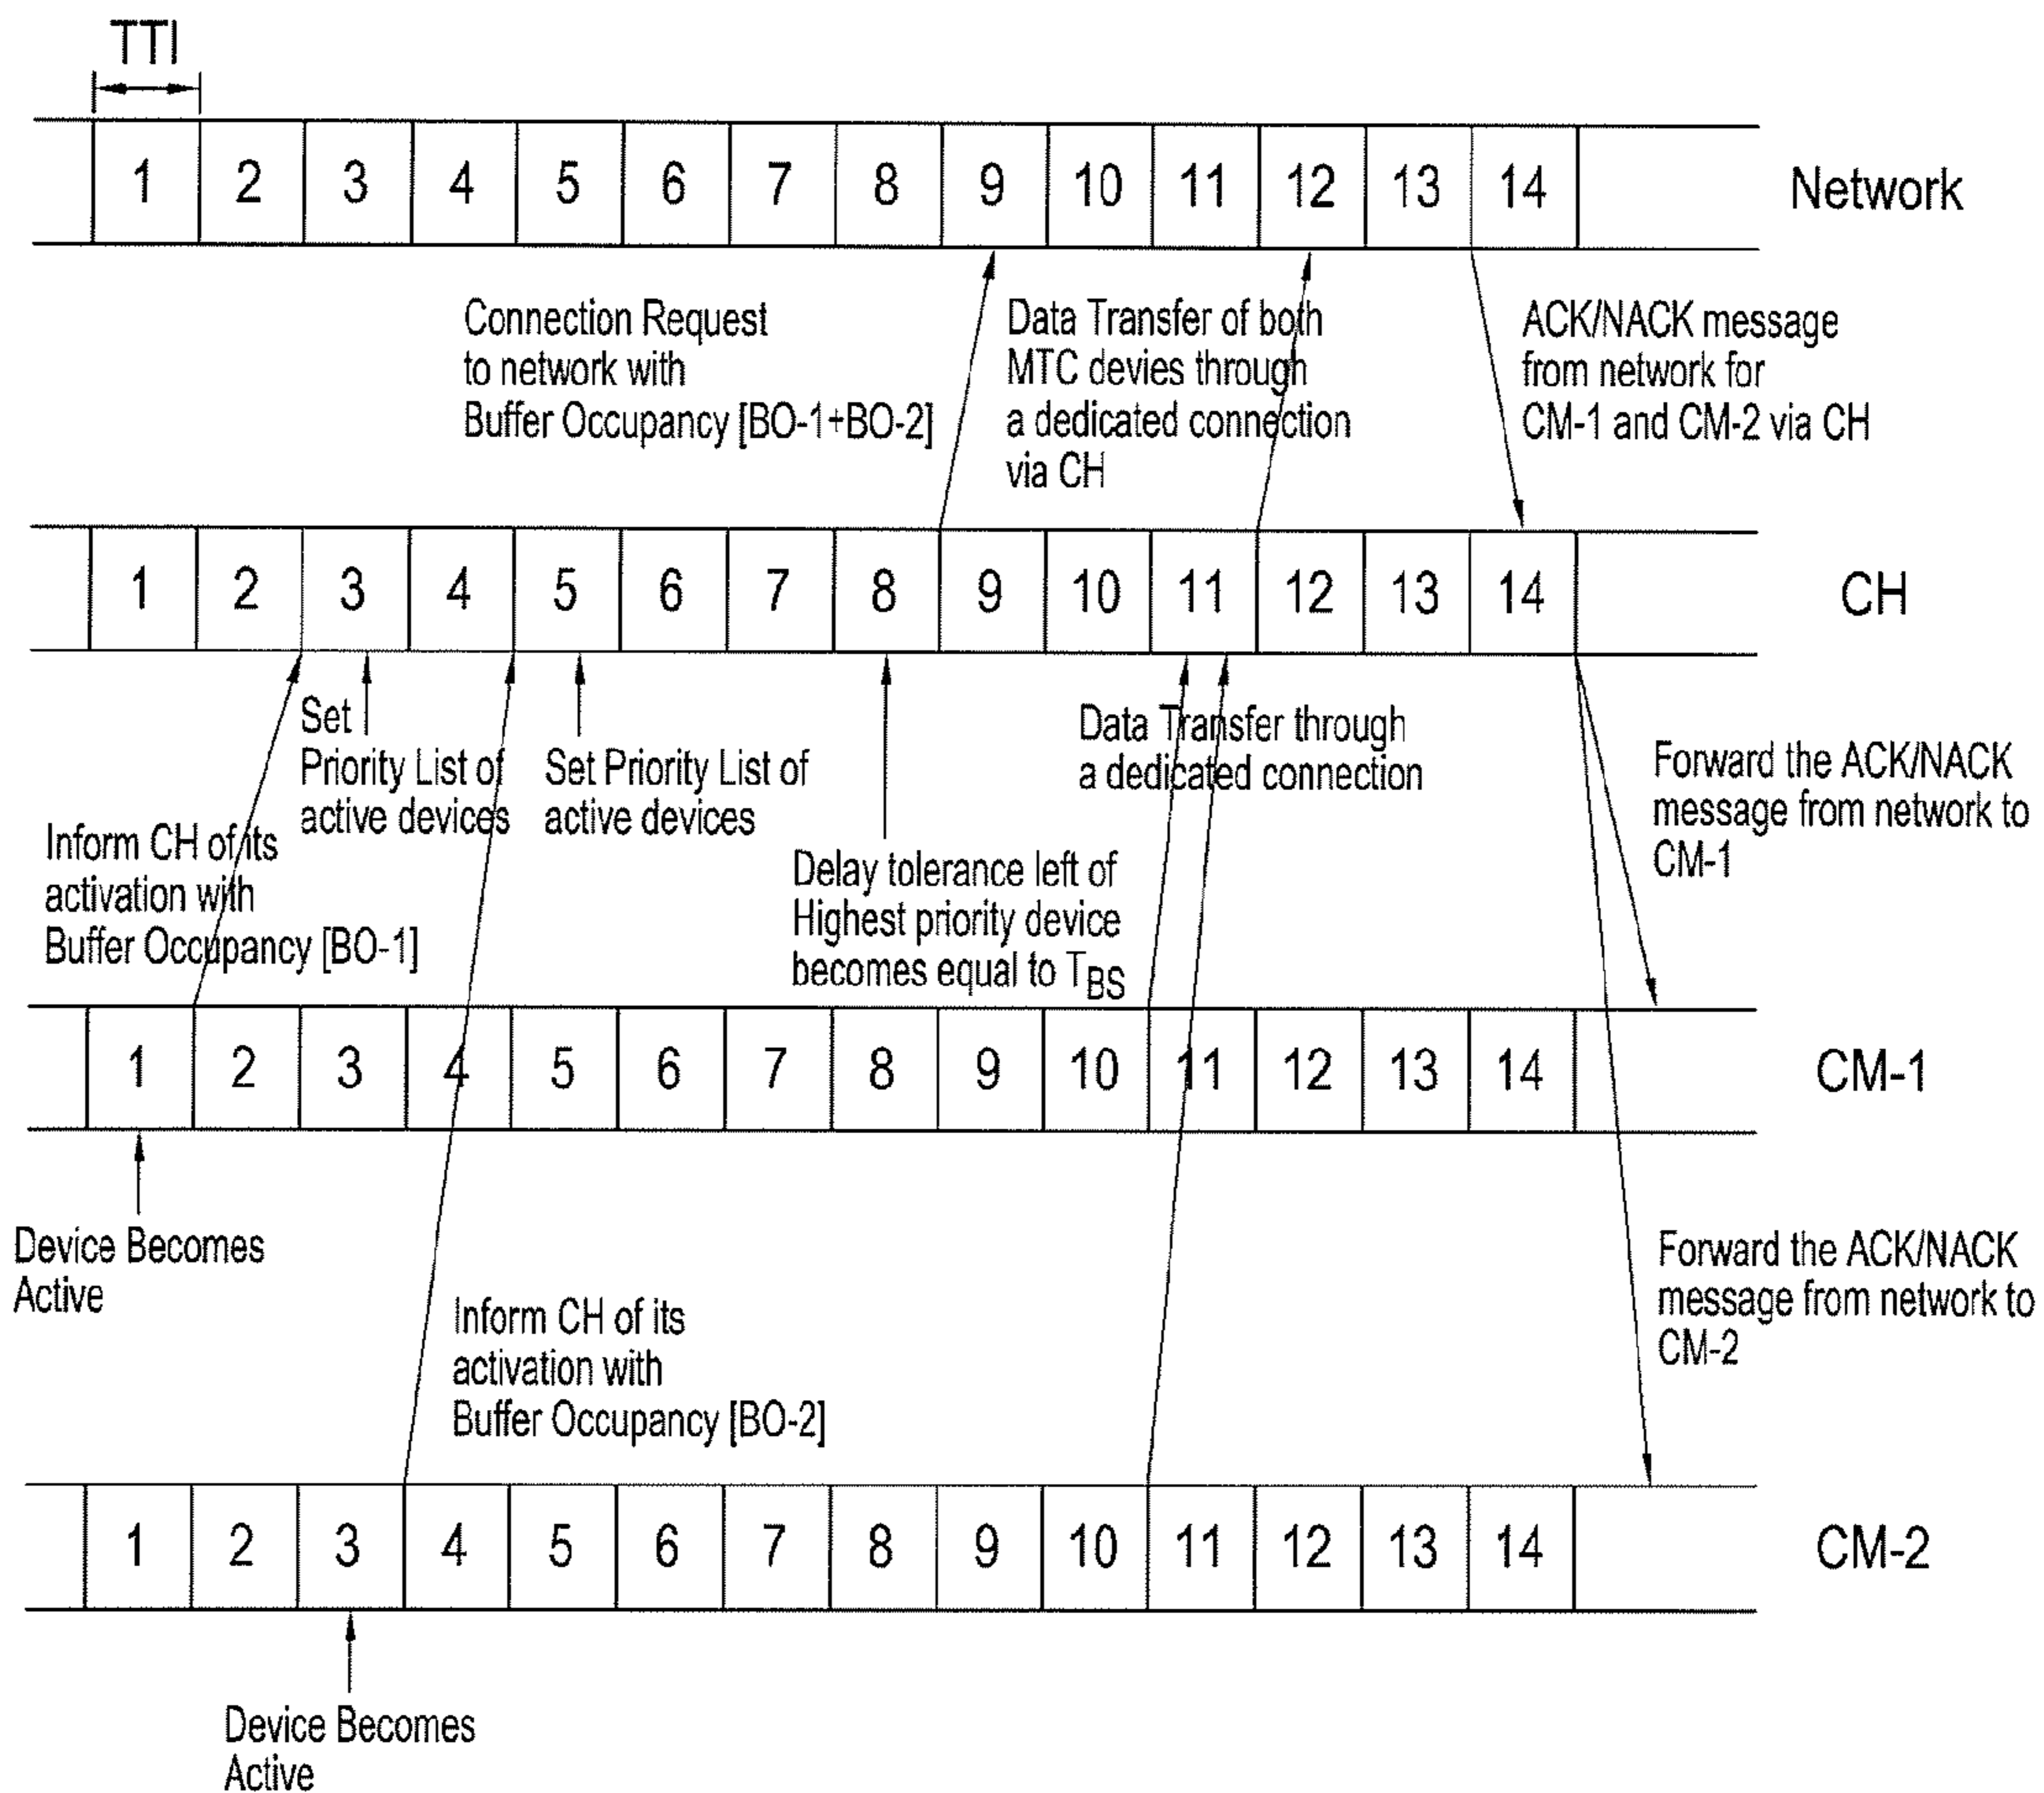 TTI
1 2 3 4 5 6 7 8 9 10 11 12 13 14 Network
Connection Request
to network with
Buffer Occupancy [BO-1+BO-2]
Data Transfer of both
MTC devies through
a dedicated connection
via CH
ACK/NACK message
from network for
CM-1 and CM-2 via CH
1 2 3 4 5 6 7 8 9 10 11 12 13 14 CH
Inform CH of its
activation with
Buffer Occupancy [BO-1]
Set
Priority List of
active devices
Set Priority List of
active devices
Delay tolerance left of
Highest priority device
becomes equal to TBS
Data Transfer through
a dedicated connection
Forward the ACK/NACK
message from network to
CM-1
1 2 3 4 5 6 7 8 9 10 11 12 13 14 CM-1
Device Becomes
Active
Inform CH of its
activation with
Buffer Occupancy [BO-2]
Forward the ACK/NACK
message from network to
CM-2
1 2 3 4 5 6 7 8 9 10 11 12 13 14 CM-2
Device Becomes
Active